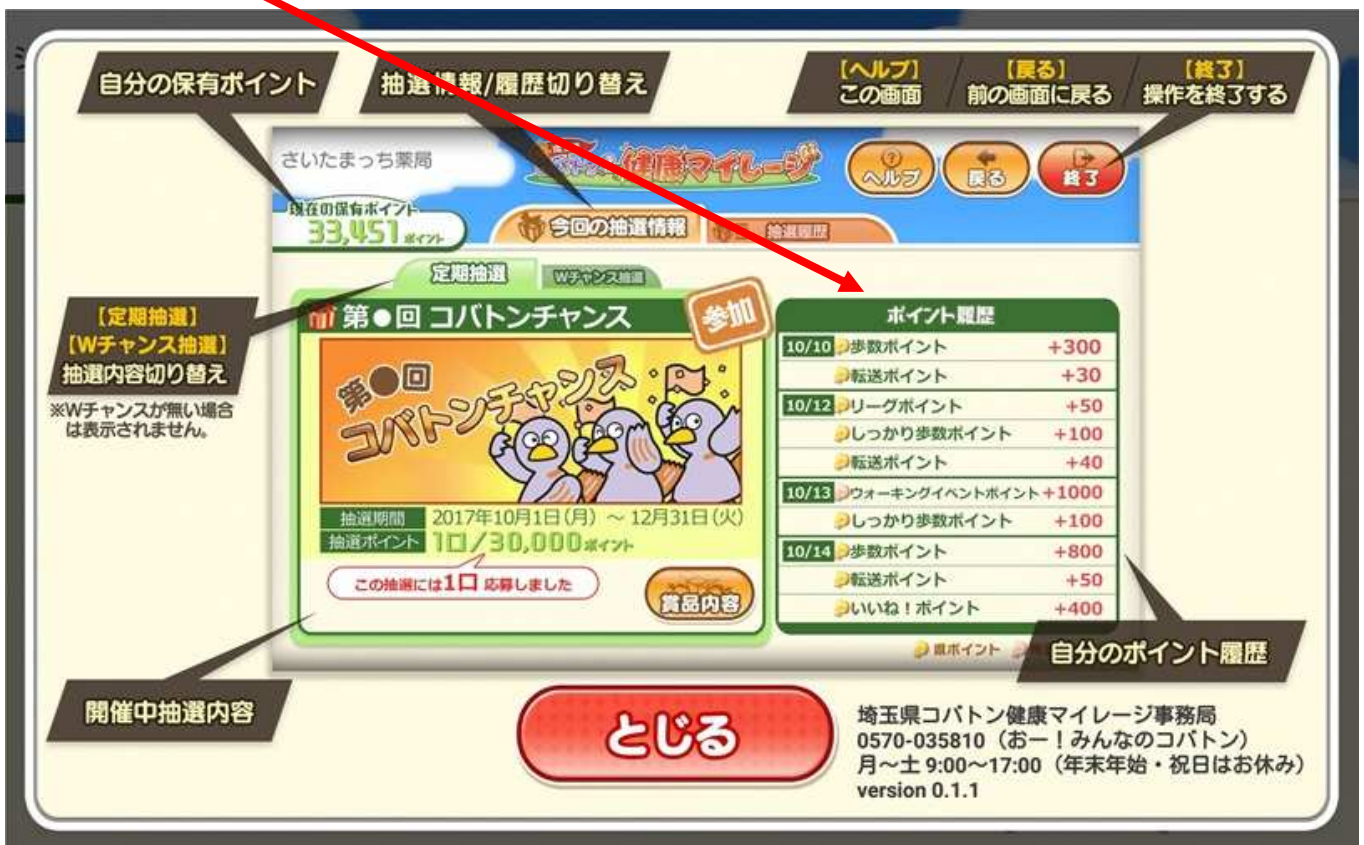 自分の保有ポイント
抽選情報/履歴切り替え
【ヘルプ】
この画面
【戻る】
前の画面に戻る
【終了】
操作を終了する
さいたまっち薬局
健康マイレージ
ヘルプ
戻る
終了
現在の保有ポイント
33,451 ポイント
今回の抽選情報
抽選履歴
定期抽選
Wチャンス抽選
【定期抽選】
【Wチャンス抽選】
抽選内容切り替え
※Wチャンスが無い場合
は表示されません。
第●回 コバトンチャンス
参加
第●回
コバトンチャンス
抽選期間 2017年10月1日(月) ~ 12月31日(火)
抽選ポイント 1口/30,000ポイント
この抽選には1口 応募しました
賞品内容
ポイント履歴
10/10 歩数ポイント +300
転送ポイント +30
10/12 リーグポイント +50
しっかり歩数ポイント +100
転送ポイント +40
10/13 ウォーキングイベントポイント +1000
しっかり歩数ポイント +100
10/14 歩数ポイント +800
転送ポイント +50
いいね!ポイント +400
県ポイント
自分のポイント履歴
開催中抽選内容
とじる
埼玉県コバトン健康マイレージ事務局
0570-035810(おー!みんなのコバトン)
月~土 9:00~17:00(年末年始・祝日はお休み)
version 0.1.1